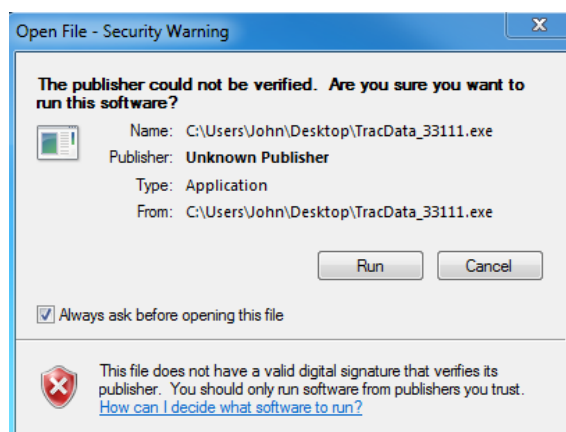 Open File - Security Warning
The publisher could not be verified. Are you sure you want to
run this software?
Name: C:\Users\John\Desktop\TracData_33111.exe
Publisher: Unknown Publisher
Type: Application
From: C:\Users\John\Desktop\TracData_33111.exe
Run Cancel
Always ask before opening this file
This file does not have a valid digital signature that verifies its
publisher. You should only run software from publishers you trust.
How can I decide what software to run?